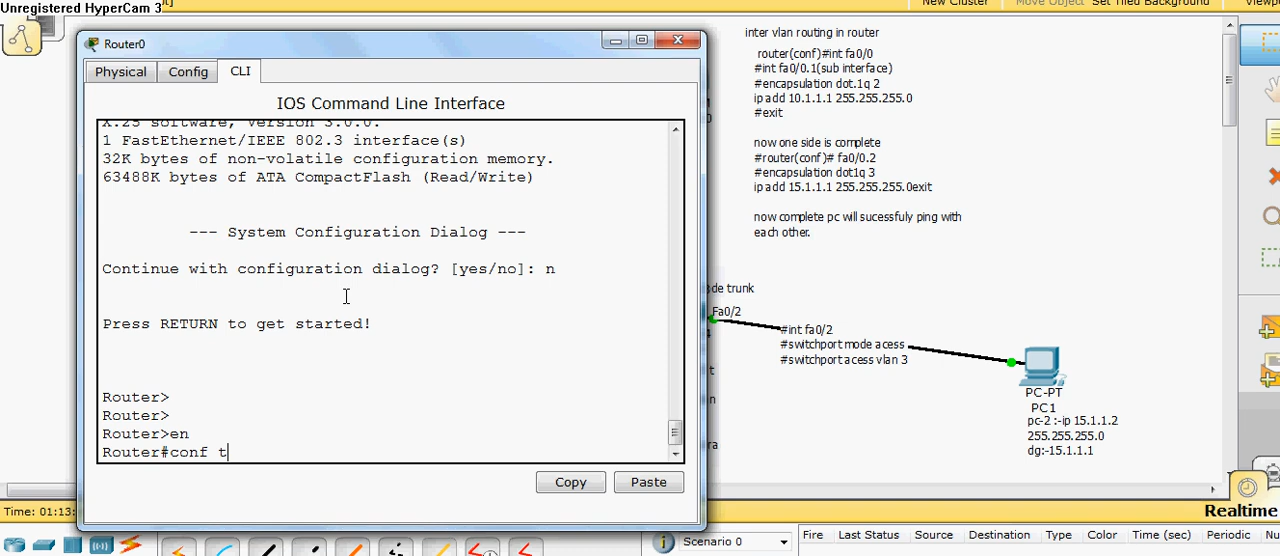 Unregistered HyperCam 3
New Cluster
Move Object
Set Tiled Background
Viewpo
Router0
Physical
Config
CLI
IOS Command Line Interface
X.25 software, Version 3.0.0.
1 FastEthernet/IEEE 802.3 interface(s)
32K bytes of non-volatile configuration memory.
63488K bytes of ATA CompactFlash (Read/Write)
--- System Configuration Dialog ---
Continue with configuration dialog? [yes/no]: n
Press RETURN to get started!
Router>
Router>
Router>en
Router#conf t
Copy
Paste
inter vlan routing in router
router(conf)#int fa0/0
#int fa0/0.1(sub interface)
#encapsulation dot.1q 2
ip add 10.1.1.1 255.255.255.0
#exit
now one side is complete
#router(conf)# fa0/0.2
#encapsulation dot1q 3
ip add 15.1.1.1 255.255.255.0exit
now complete pc will sucessfuly ping with
each other.
de trunk
Fa0/2
#int fa0/2
#switchport mode acess
#switchport acess vlan 3
PC-PT
PC1
pc-2 :-ip 15.1.1.2
255.255.255.0
dg:-15.1.1.1
Time: 01:13:
Realtime
Scenario 0
Fire
Last Status
Source
Destination
Type
Color
Time (sec)
Periodic
Nu